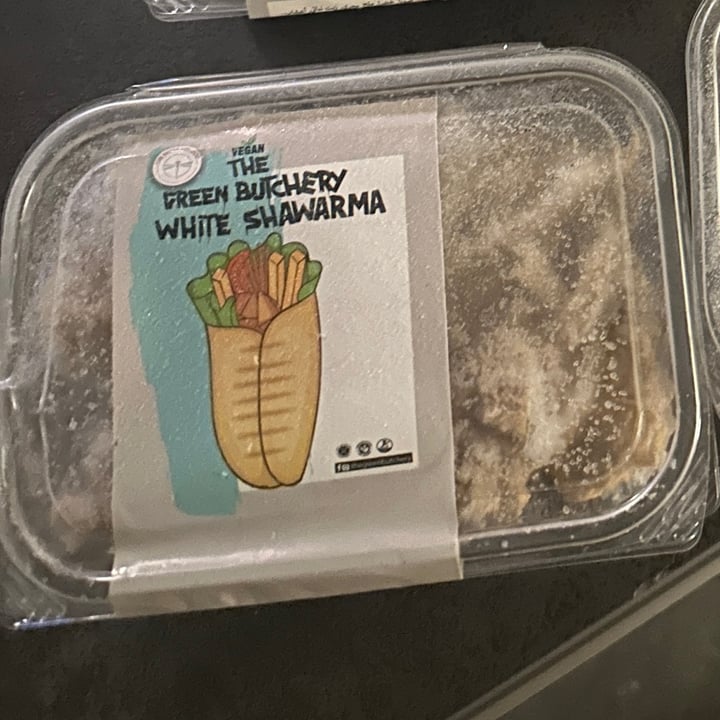 VEGAN
THE
GREEN BUTCHERY
WHITE SHAWARMA